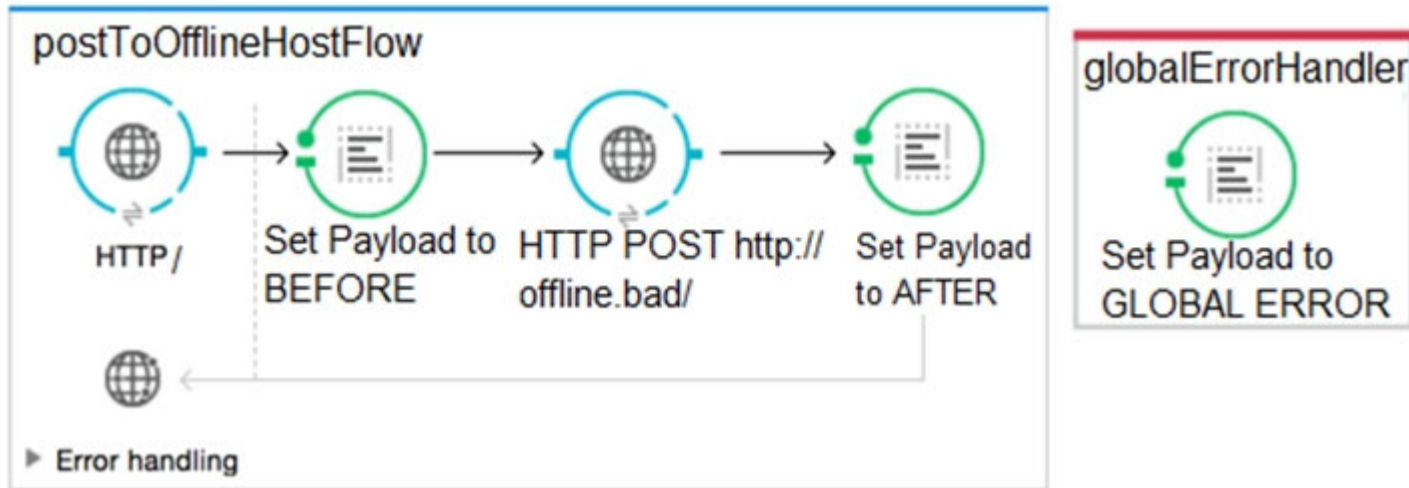 postToOfflineHostFlow
HTTP /
Set Payload to
BEFORE
HTTP POST http://
offline.bad/
Set Payload
to AFTER
Error handling
globalErrorHandler
Set Payload to
GLOBAL ERROR